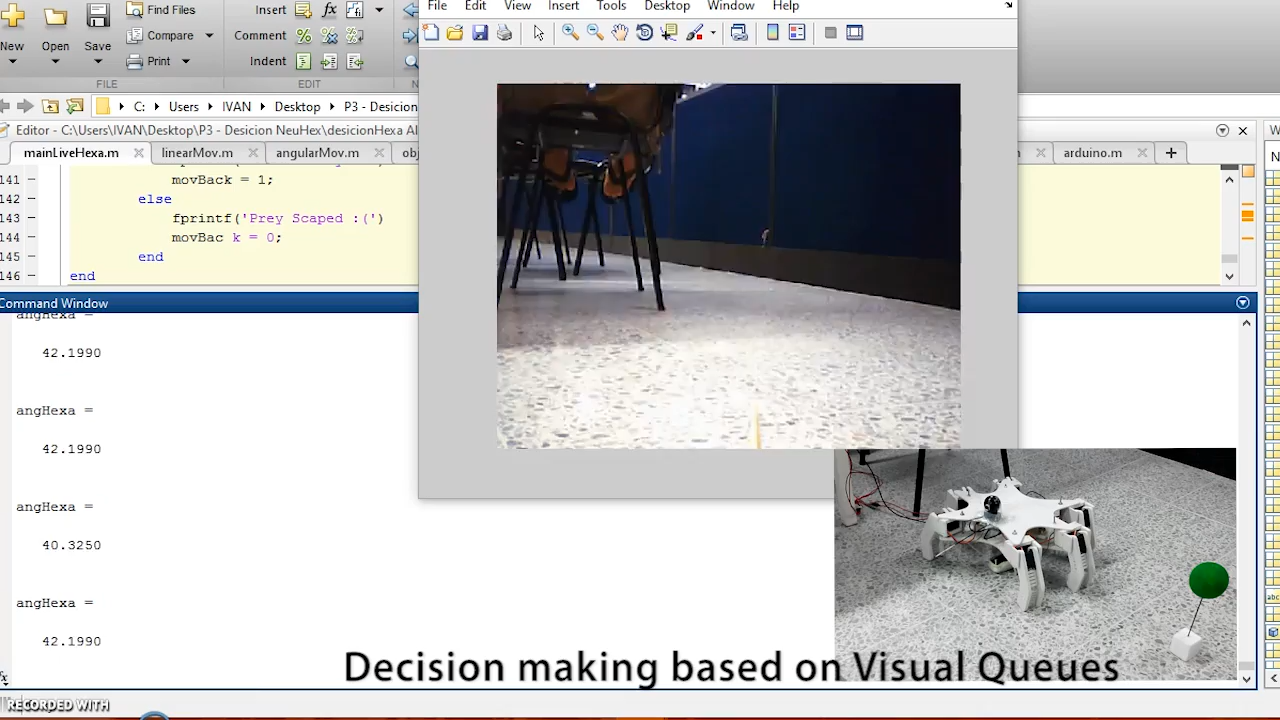 File Edit View Insert Tools Desktop Window Help
New Open Save
Find Files
Compare
Print
FILE
Insert fx
Comment
Indent
EDIT
C: Users IVAN Desktop P3 - Desicion
Editor - C:\Users\IVAN\Desktop\P3 - Desicion NeuHex\desicionHexa Al
mainLiveHexa.m linearMov.m angularMov.m obj arduino.m
141 movBack = 1;
142 else
143 fprintf('Prey Scaped :(')
144 movBac k = 0;
145 end
146 end
Command Window
angHexa =
42.1990
angHexa =
42.1990
angHexa =
40.3250
angHexa =
42.1990
Decision making based on Visual Queues
RECORDED WITH